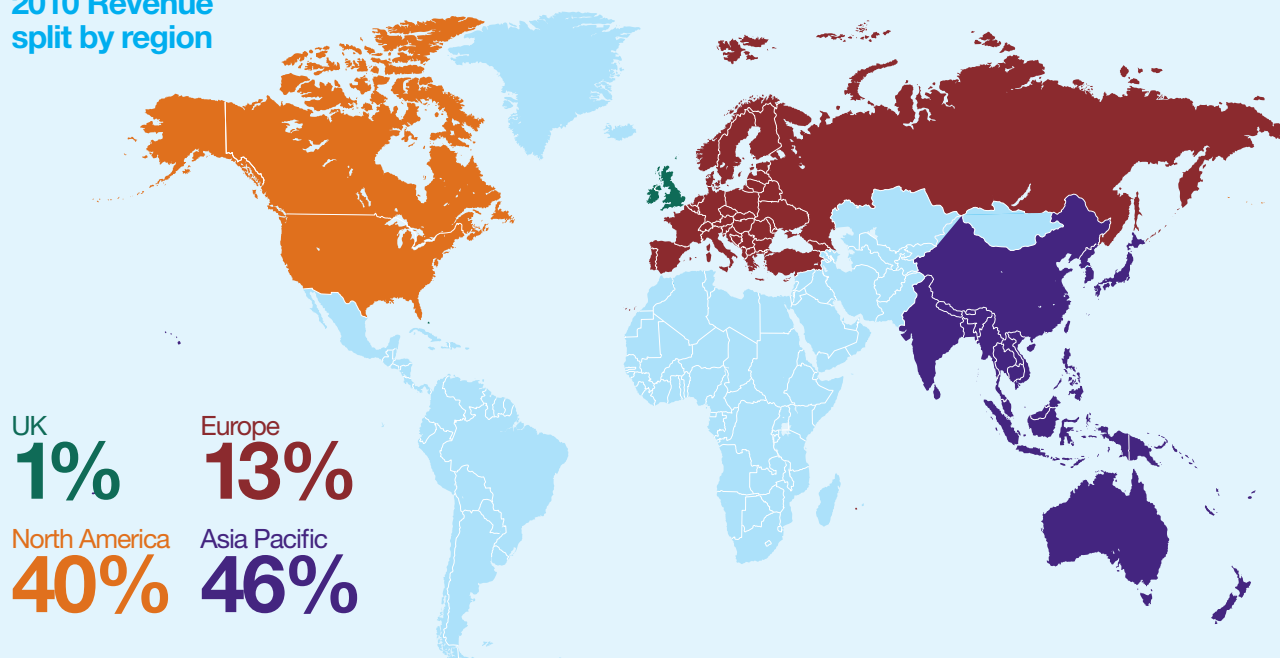 2010 Revenue
split by region
UK
1%
Europe
13%
North America
40%
Asia Pacific
46%